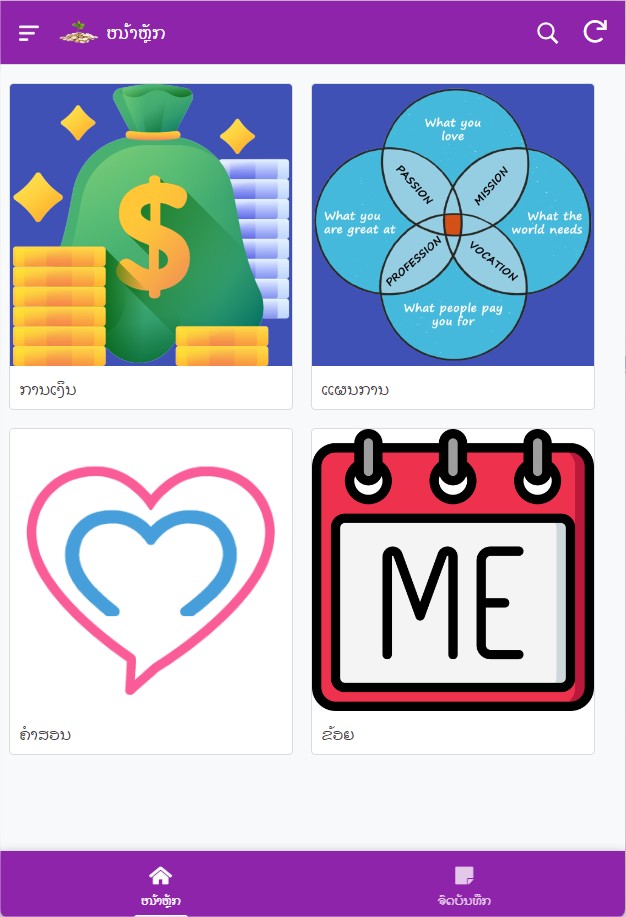 ໜ້າຫຼັກ
What you
love
PASSION
MISSION
What you
are great at
What the
world needs
PROFESSION
VOCATION
What people pay
you for
$
ການເງິນ
ແຜນການ
ME
ຄຳສອນ
ຂ້ອຍ
ໜ້າຫຼັກ
ຈົດບັນທຶກ